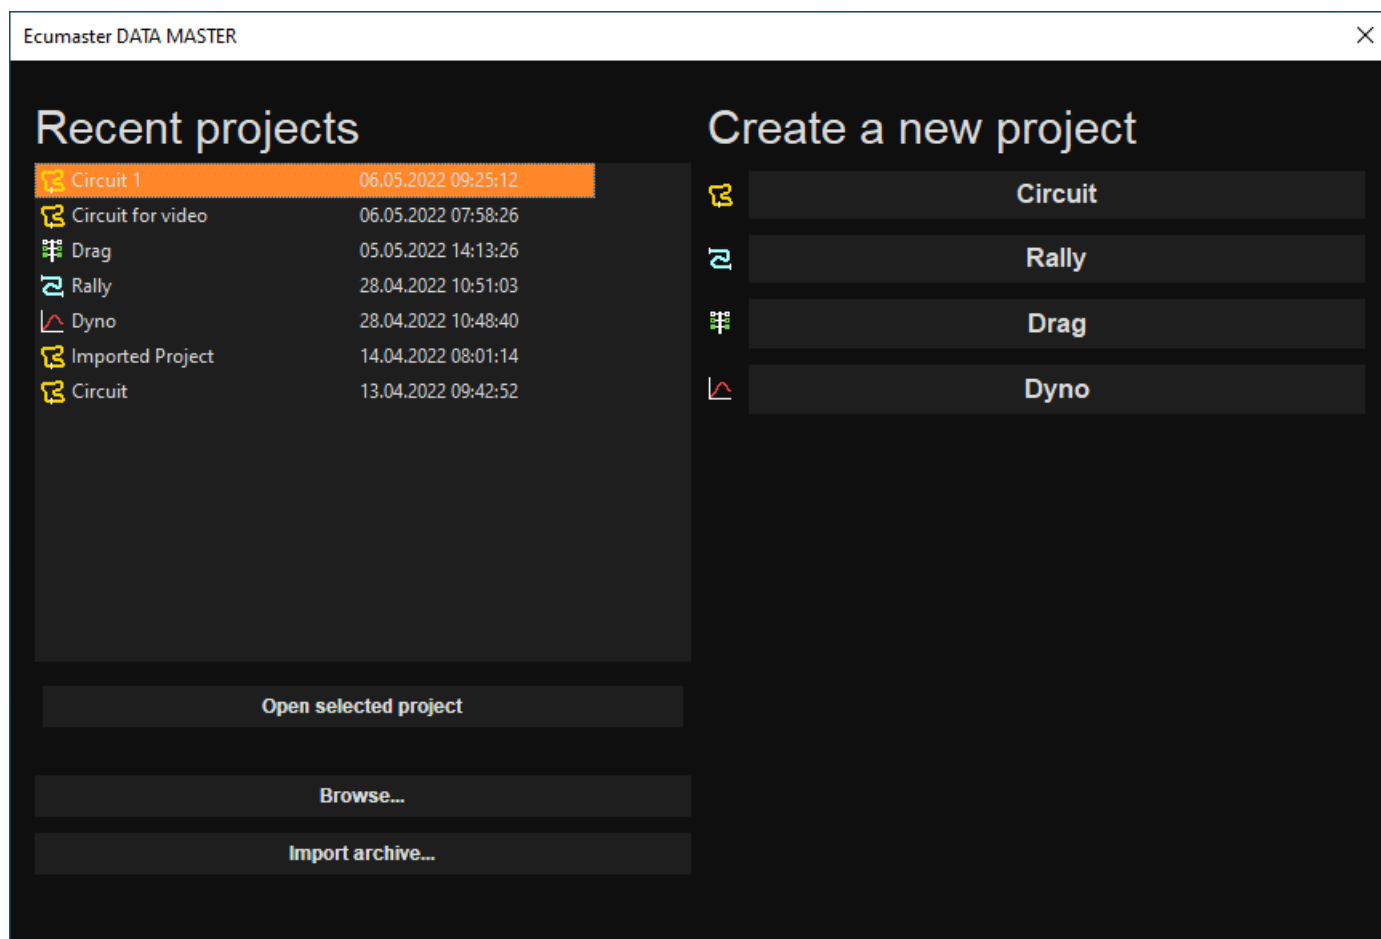 Ecumaster DATA MASTER
Recent projects
Circuit 1 06.05.2022 09:25:12
Circuit for video 06.05.2022 07:58:26
Drag 05.05.2022 14:13:26
Rally 28.04.2022 10:51:03
Dyno 28.04.2022 10:48:40
Imported Project 14.04.2022 08:01:14
Circuit 13.04.2022 09:42:52
Open selected project
Browse...
Import archive...
Create a new project
Circuit
Rally
Drag
Dyno